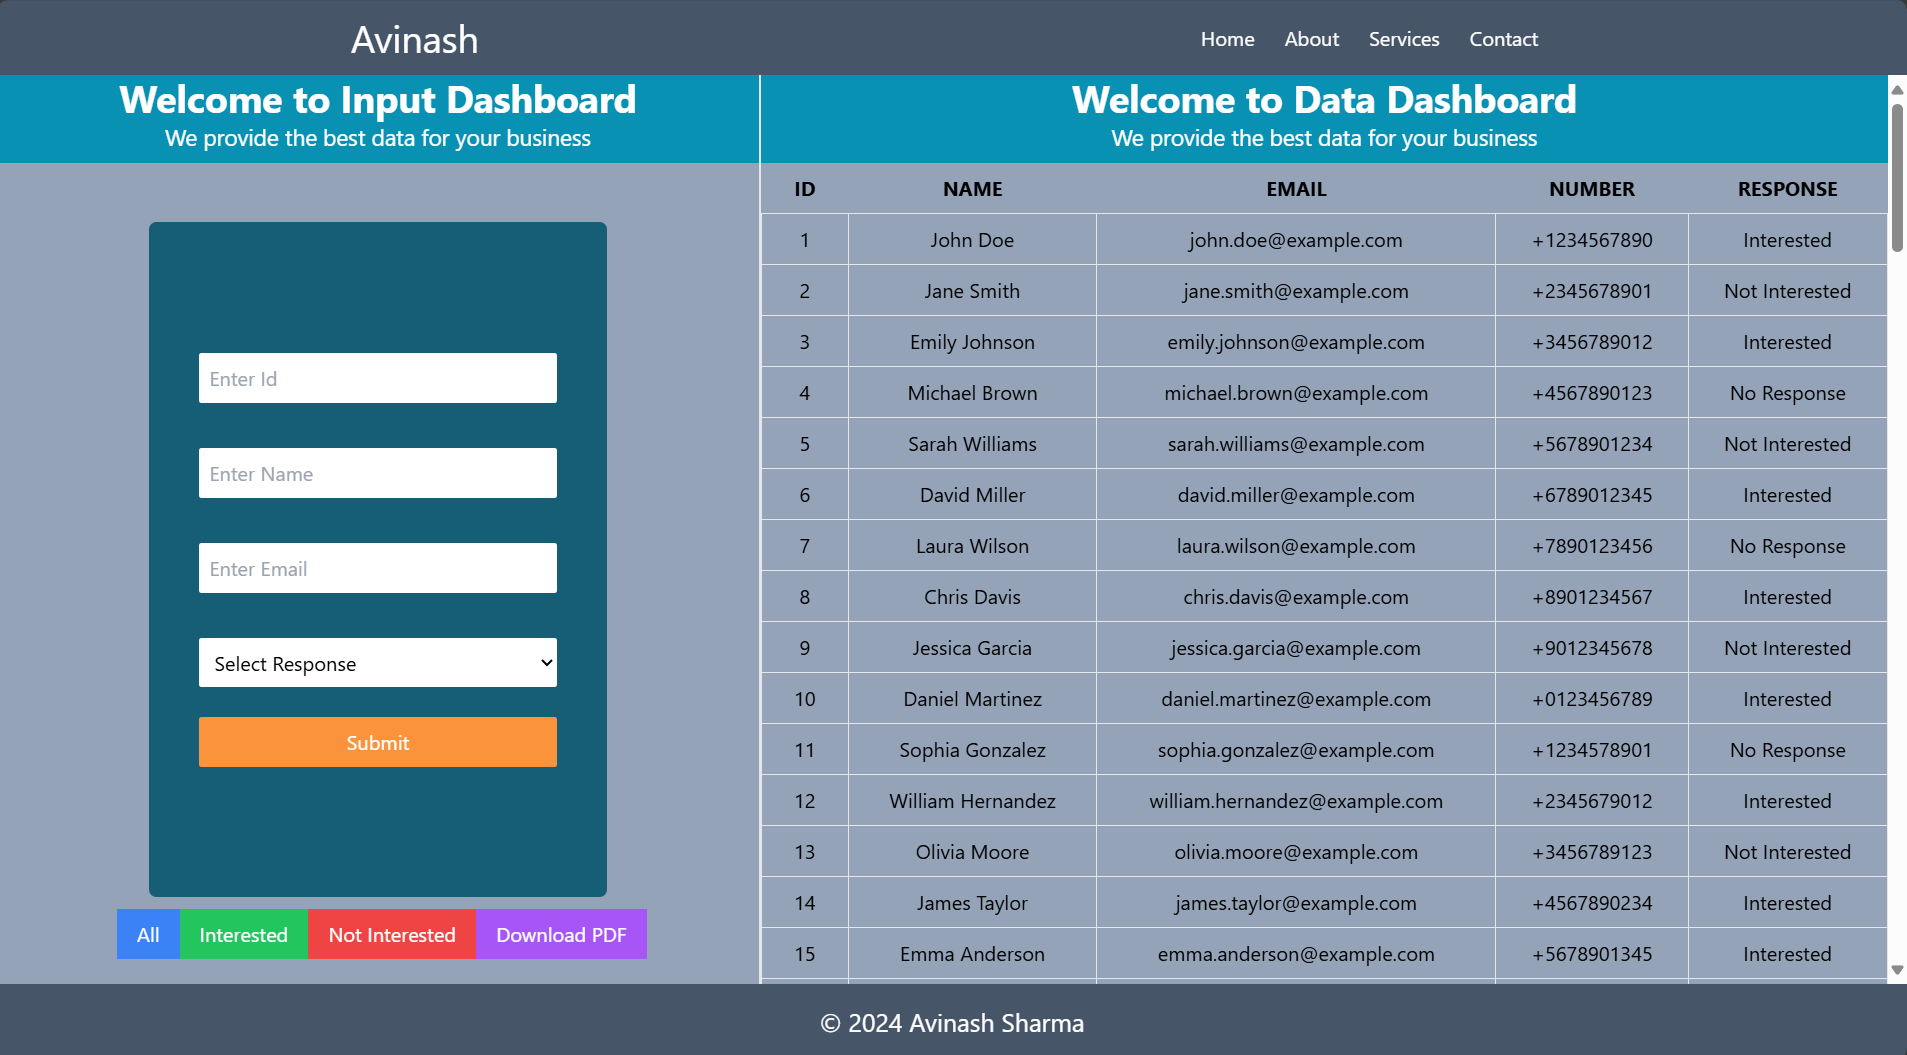 Avinash
Home About Services Contact
Welcome to Input Dashboard
We provide the best data for your business
Enter Id
Enter Name
Enter Email
Select Response
Submit
All Interested Not Interested Download PDF
Welcome to Data Dashboard
We provide the best data for your business
ID NAME EMAIL NUMBER RESPONSE
1 John Doe john.doe@example.com +1234567890 Interested
2 Jane Smith jane.smith@example.com +2345678901 Not Interested
3 Emily Johnson emily.johnson@example.com +3456789012 Interested
4 Michael Brown michael.brown@example.com +4567890123 No Response
5 Sarah Williams sarah.williams@example.com +5678901234 Not Interested
6 David Miller david.miller@example.com +6789012345 Interested
7 Laura Wilson laura.wilson@example.com +7890123456 No Response
8 Chris Davis chris.davis@example.com +8901234567 Interested
9 Jessica Garcia jessica.garcia@example.com +9012345678 Not Interested
10 Daniel Martinez daniel.martinez@example.com +0123456789 Interested
11 Sophia Gonzalez sophia.gonzalez@example.com +1234578901 No Response
12 William Hernandez william.hernandez@example.com +2345679012 Interested
13 Olivia Moore olivia.moore@example.com +3456789123 Not Interested
14 James Taylor james.taylor@example.com +4567890234 Interested
15 Emma Anderson emma.anderson@example.com +5678901345 Interested
© 2024 Avinash Sharma